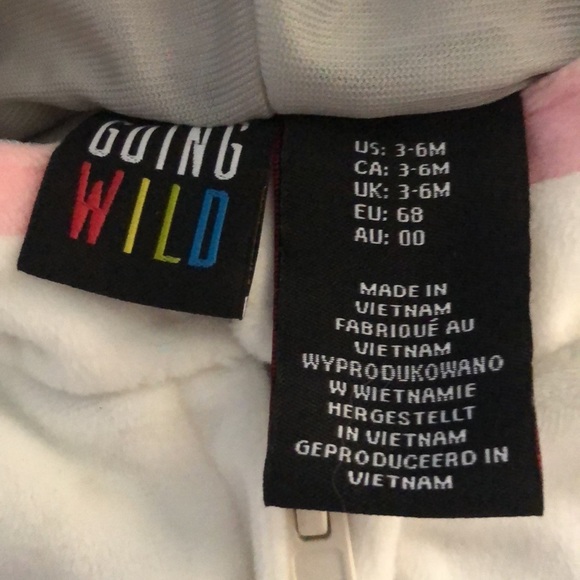 GOING
WILD
US: 3-6M
CA: 3-6M
UK: 3-6M
EU: 68
AU: 00
MADE IN
VIETNAM
FABRIQUÉ AU
VIETNAM
WYPRODUKOWANO
W WIETNAMIE
HERGESTELLT
IN VIETNAM
GEPRODUCEERD IN
VIETNAM